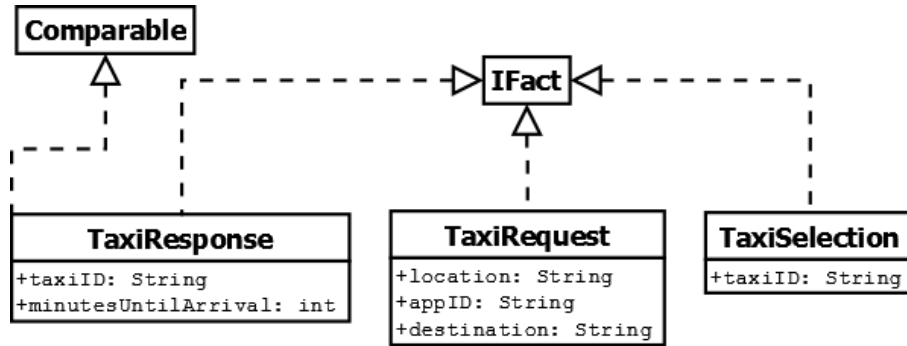 Comparable
IFact
TaxiResponse
+taxiID: String
+minutesUntilArrival: int
TaxiRequest
+location: String
+appID: String
+destination: String
TaxiSelection
+taxiID: String